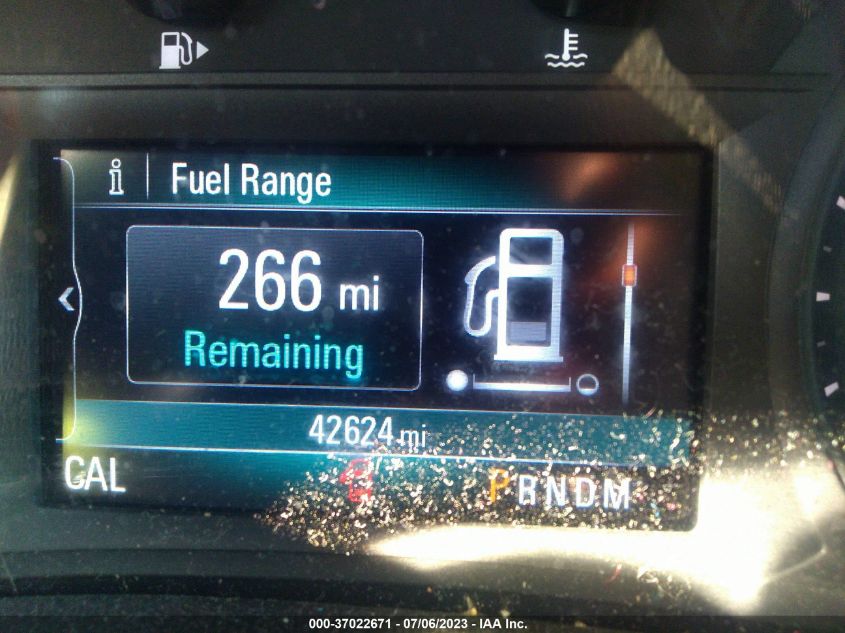 i Fuel Range
266 mi
Remaining
42624 mi
CAL PRNDM
000-37022671 - 07/06/2023 - IAA Inc.